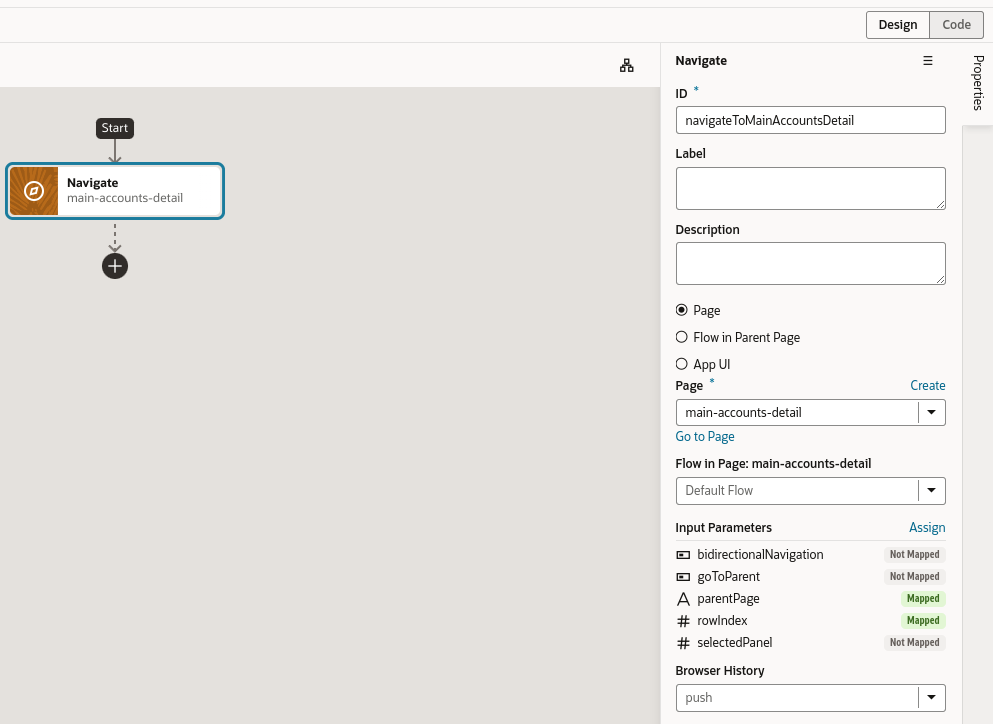 Design Code
Navigate
Properties
ID *
navigateToMainAccountsDetail
Start
Label
Navigate
main-accounts-detail
Description
Page
Flow in Parent Page
App UI
Page * Create
main-accounts-detail
Go to Page
Flow in Page: main-accounts-detail
Default Flow
Input Parameters Assign
bidirectionalNavigation Not Mapped
goToParent Not Mapped
parentPage Mapped
rowIndex Mapped
selectedPanel Not Mapped
Browser History
push